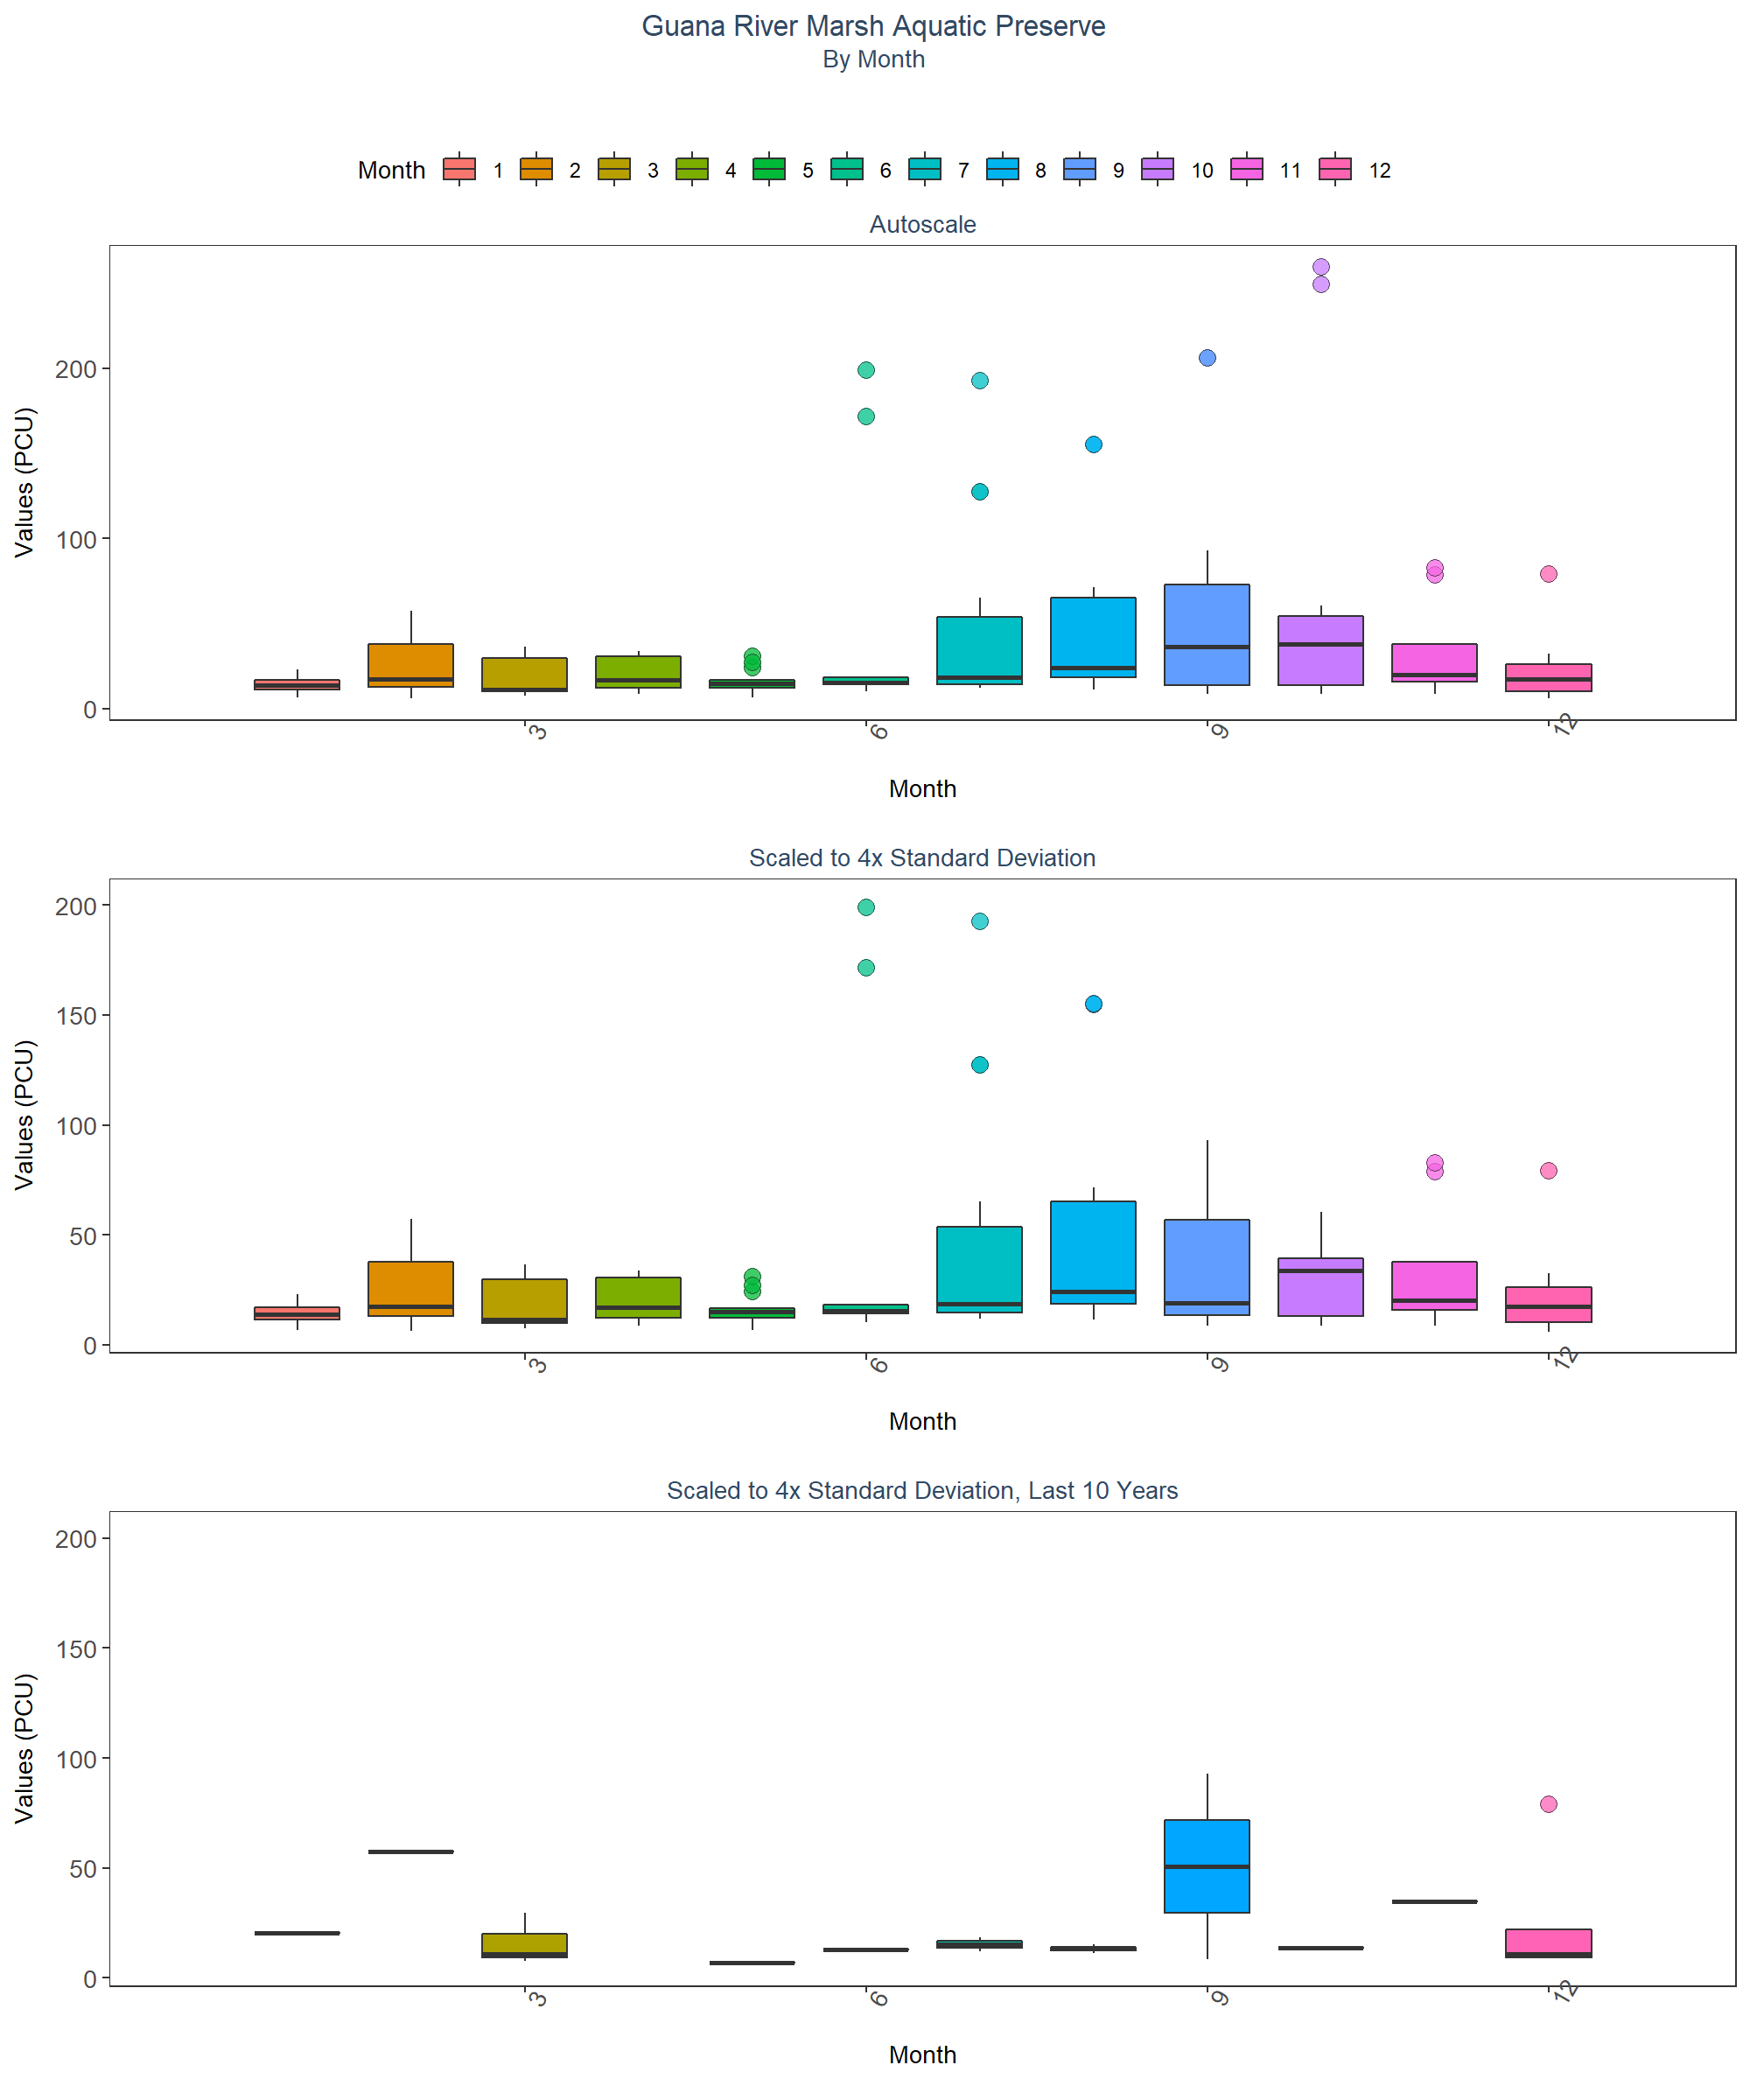 Guana River Marsh Aquatic Preserve
By Month
Month 1 2 3 4 5 6 7 8 9 10 11 12
Autoscale
Values (PCU)
200
100
0
3 6 9 12
Month
Scaled to 4x Standard Deviation
Values (PCU)
200
150
100
50
0
3 6 9 12
Month
Scaled to 4x Standard Deviation, Last 10 Years
Values (PCU)
200
150
100
50
0
3 6 9 12
Month